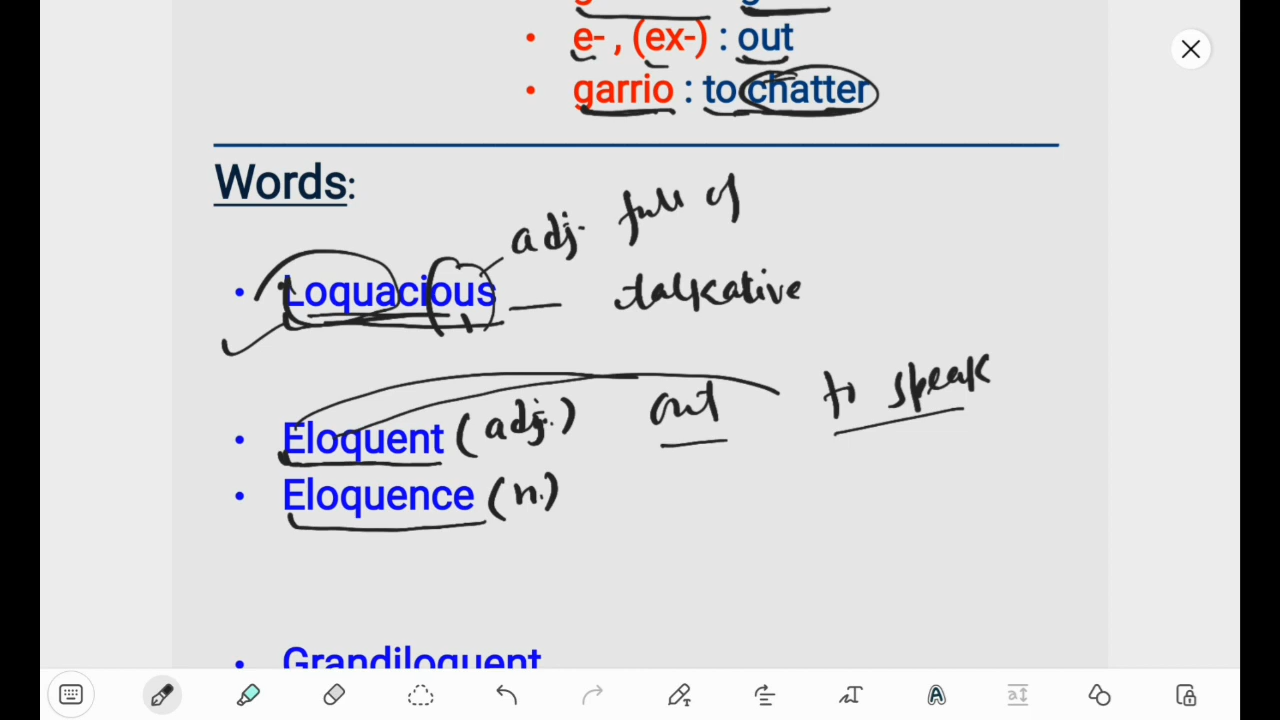 • e- , (ex-) : out
• garrio : to chatter
Words:
adj. full of
• Loquacious — talkative
• Eloquent (adj.) out to speak
• Eloquence (n.)
• Grandiloquent